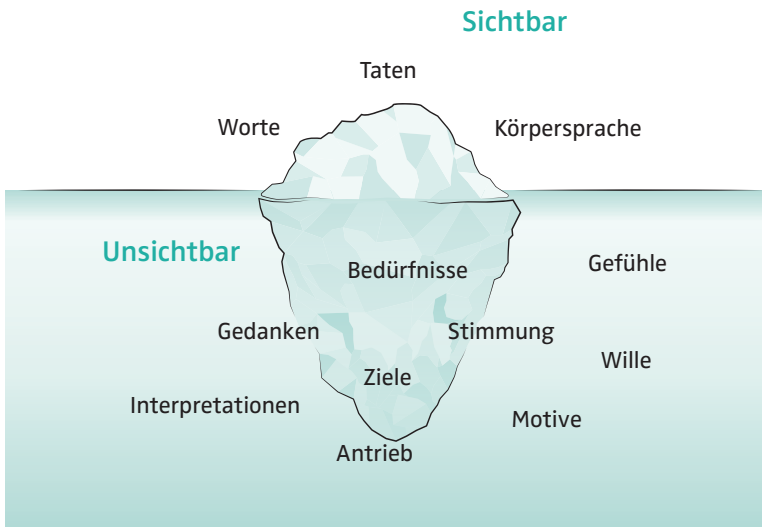 Sichtbar
Taten
Worte
Körpersprache
Unsichtbar
Bedürfnisse
Gefühle
Gedanken
Stimmung
Wille
Ziele
Interpretationen
Motive
Antrieb